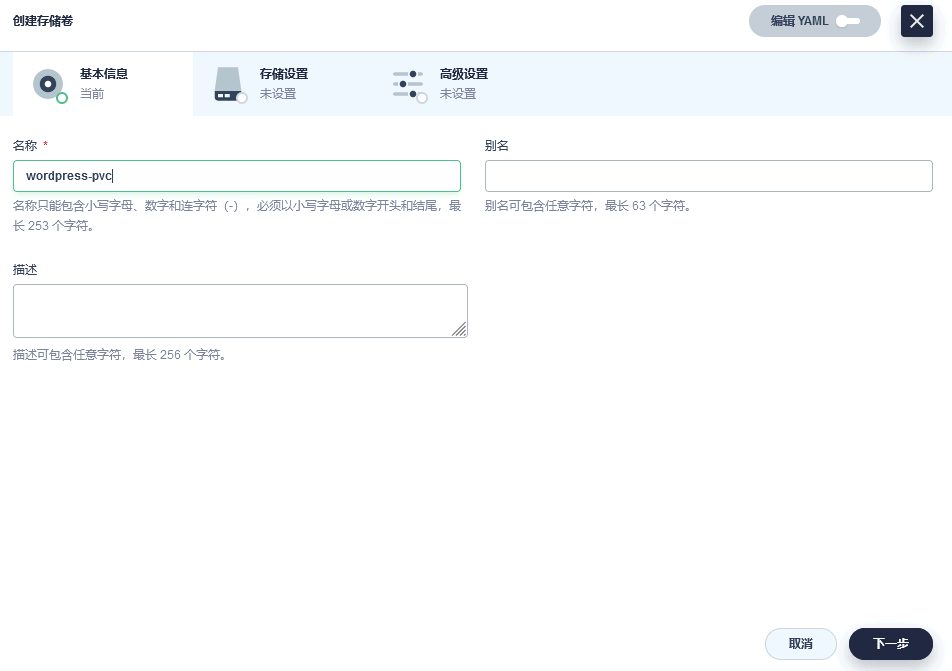 创建存储卷
编辑 YAML
基本信息
当前
存储设置
未设置
高级设置
未设置
名称 *
wordpress-pvc
名称只能包含小写字母、数字和连字符（-），必须以小写字母或数字开头和结尾，最
长 253 个字符。
别名
别名可包含任意字符，最长 63 个字符。
描述
描述可包含任意字符，最长 256 个字符。
取消
下一步